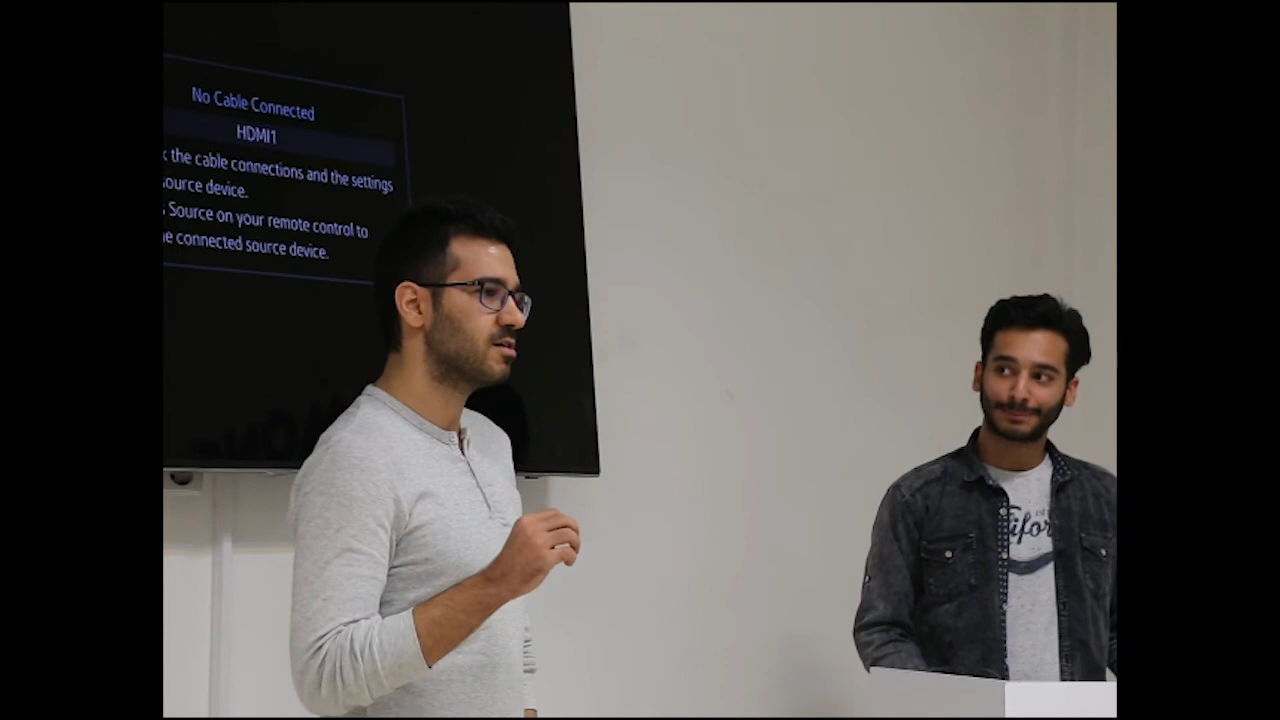 No Cable Connected
HDMI1
the cable connections and the settings
source device.
Source on your remote control to
connected source device.